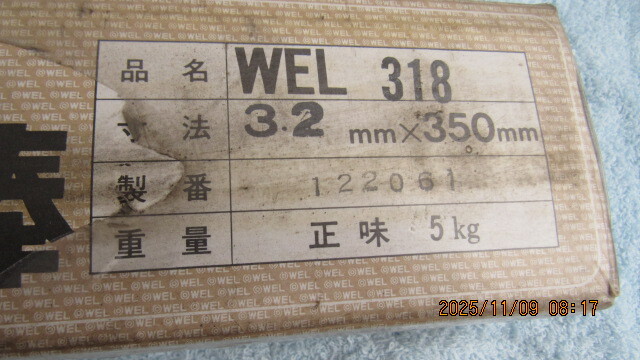 品名 WEL 318
寸法 3.2 mm×350mm
製番 122061
重量 正味 5kg
2025/11/09 08:17